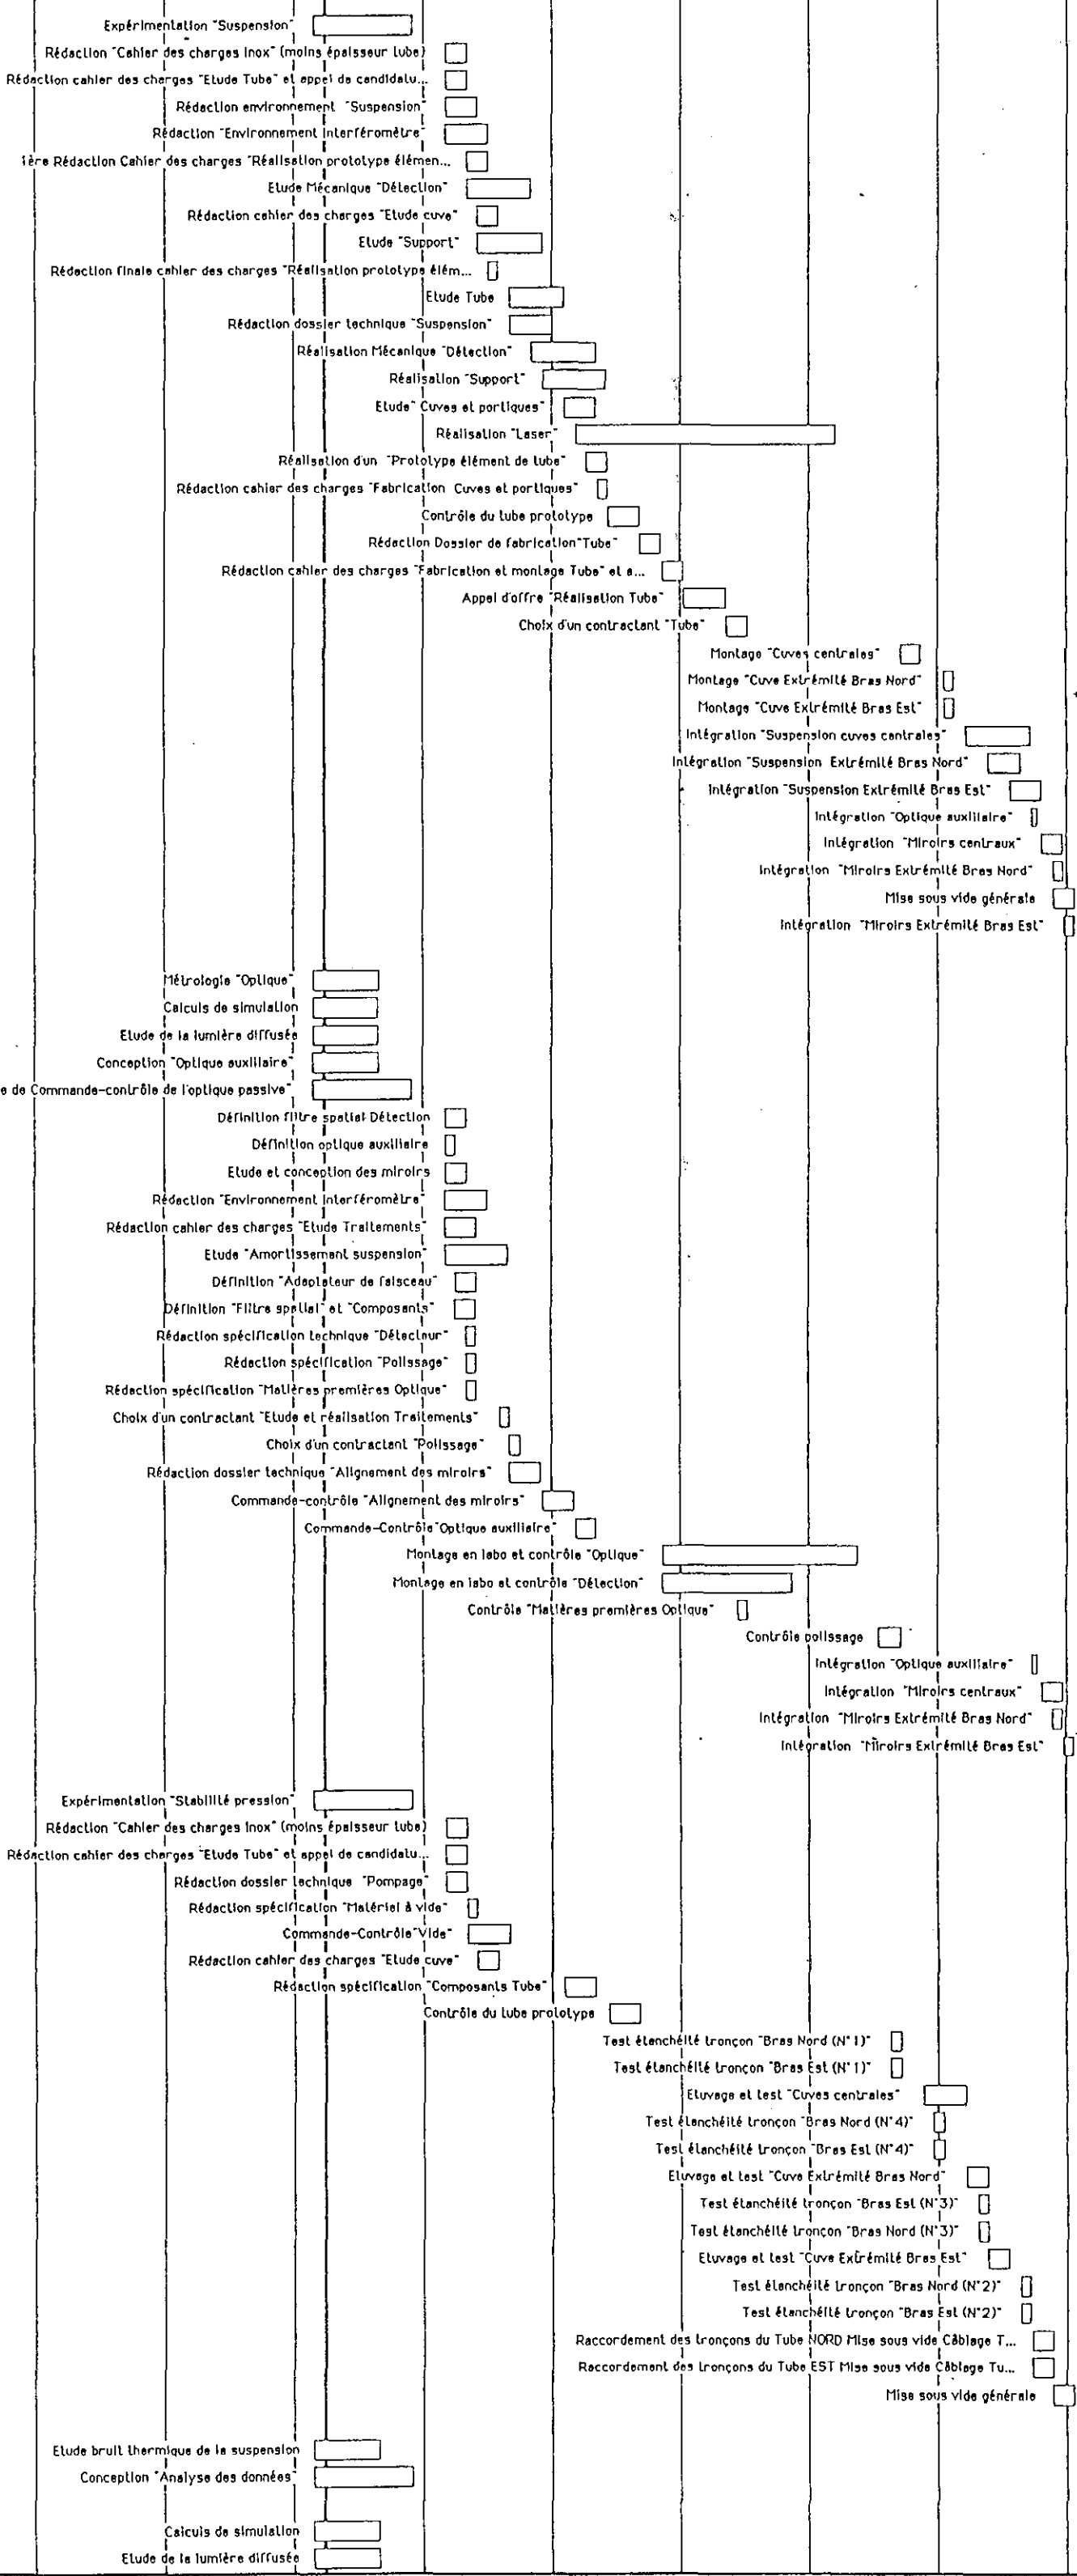 Expérimentation "Suspension"
Rédaction "Cahier des charges Inox" (moins épaisseur tube)
Rédaction cahier des charges "Etude Tube" et appel de candidatu...
Rédaction environnement "Suspension"
Rédaction "Environnement Interféromètre"
1ère Rédaction Cahier des charges "Réalisation prototype élémen...
Etude Mécanique "Détection"
Rédaction cahier des charges "Etude cuve"
Etude "Support"
Rédaction finale cahier des charges "Réalisation prototype élém...
Etude Tube
Rédaction dossier technique "Suspension"
Réalisation Mécanique "Détection"
Réalisation "Support"
Etude" Cuves et portiques"
Réalisation "Laser"
Réalisation d'un "Prototype élément de tube"
Rédaction cahier des charges "Fabrication Cuves et portiques"
Contrôle du tube prototype
Rédaction Dossier de fabrication"Tube"
Rédaction cahier des charges "Fabrication et montage Tube" et a...
Appel d'offre "Réalisation Tube"
Choix d'un contractant "Tube"
Montage "Cuves centrales"
Montage "Cuve Extrémité Bras Nord"
Montage "Cuve Extrémité Bras Est"
Intégration "Suspension cuves centrales"
Intégration "Suspension Extrémité Bras Nord"
Intégration "Suspension Extrémité Bras Est"
Intégration "Optique auxiliaire"
Intégration "Miroirs centraux"
Intégration "Miroirs Extrémité Bras Nord"
Mise sous vide générale
Intégration "Miroirs Extrémité Bras Est"
Métrologie "Optique"
Calculs de simulation
Etude de la lumière diffusée
Conception "Optique auxiliaire"
e de Commande-contrôle de l'optique passive"
Définition filtre spatial Détection
Définition optique auxiliaire
Etude et conception des miroirs
Rédaction "Environnement Interféromètre"
Rédaction cahier des charges "Etude Traitements"
Etude "Amortissement suspension"
Définition "Adaptateur de faisceau"
Définition "Filtre spatial" et "Composants"
Rédaction spécification technique "Détecteur"
Rédaction spécification "Polissage"
Rédaction spécification "Matières premières Optique"
Choix d'un contractant "Etude et réalisation Traitements"
Choix d'un contractant "Polissage"
Rédaction dossier technique "Alignement des miroirs"
Commande-contrôle "Alignement des miroirs"
Commande-Contrôle"Optique auxiliaire"
Montage en labo et contrôle "Optique"
Montage en labo et contrôle "Détection"
Contrôle "Matières premières Optique"
Contrôle polissage
Intégration "Optique auxiliaire"
Intégration "Miroirs centraux"
Intégration "Miroirs Extrémité Bras Nord"
Intégration "Miroirs Extrémité Bras Est"
Expérimentation "Stabilité pression"
Rédaction "Cahier des charges Inox" (moins épaisseur tube)
Rédaction cahier des charges "Etude Tube" et appel de candidatu...
Rédaction dossier technique "Pompage"
Rédaction spécification "Matériel à vide"
Commande-Contrôle"Vide"
Rédaction cahier des charges "Etude cuve"
Rédaction spécification "Composants Tube"
Contrôle du tube prototype
Test étanchéité tronçon "Bras Nord (N°1)"
Test étanchéité tronçon "Bras Est (N°1)"
Etuvage et test "Cuves centrales"
Test étanchéité tronçon "Bras Nord (N°4)"
Test étanchéité tronçon "Bras Est (N°4)"
Etuvage et test "Cuve Extrémité Bras Nord"
Test étanchéité tronçon "Bras Est (N°3)"
Test étanchéité tronçon "Bras Nord (N°3)"
Etuvage et test "Cuve Extrémité Bras Est"
Test étanchéité tronçon "Bras Nord (N°2)"
Test étanchéité tronçon "Bras Est (N°2)"
Raccordement des tronçons du Tube NORD Mise sous vide Câblage T...
Raccordement des tronçons du Tube EST Mise sous vide Câblage Tu...
Mise sous vide générale
Etude bruit thermique de la suspension
Conception "Analyse des données"
Calculs de simulation
Etude de la lumière diffusée